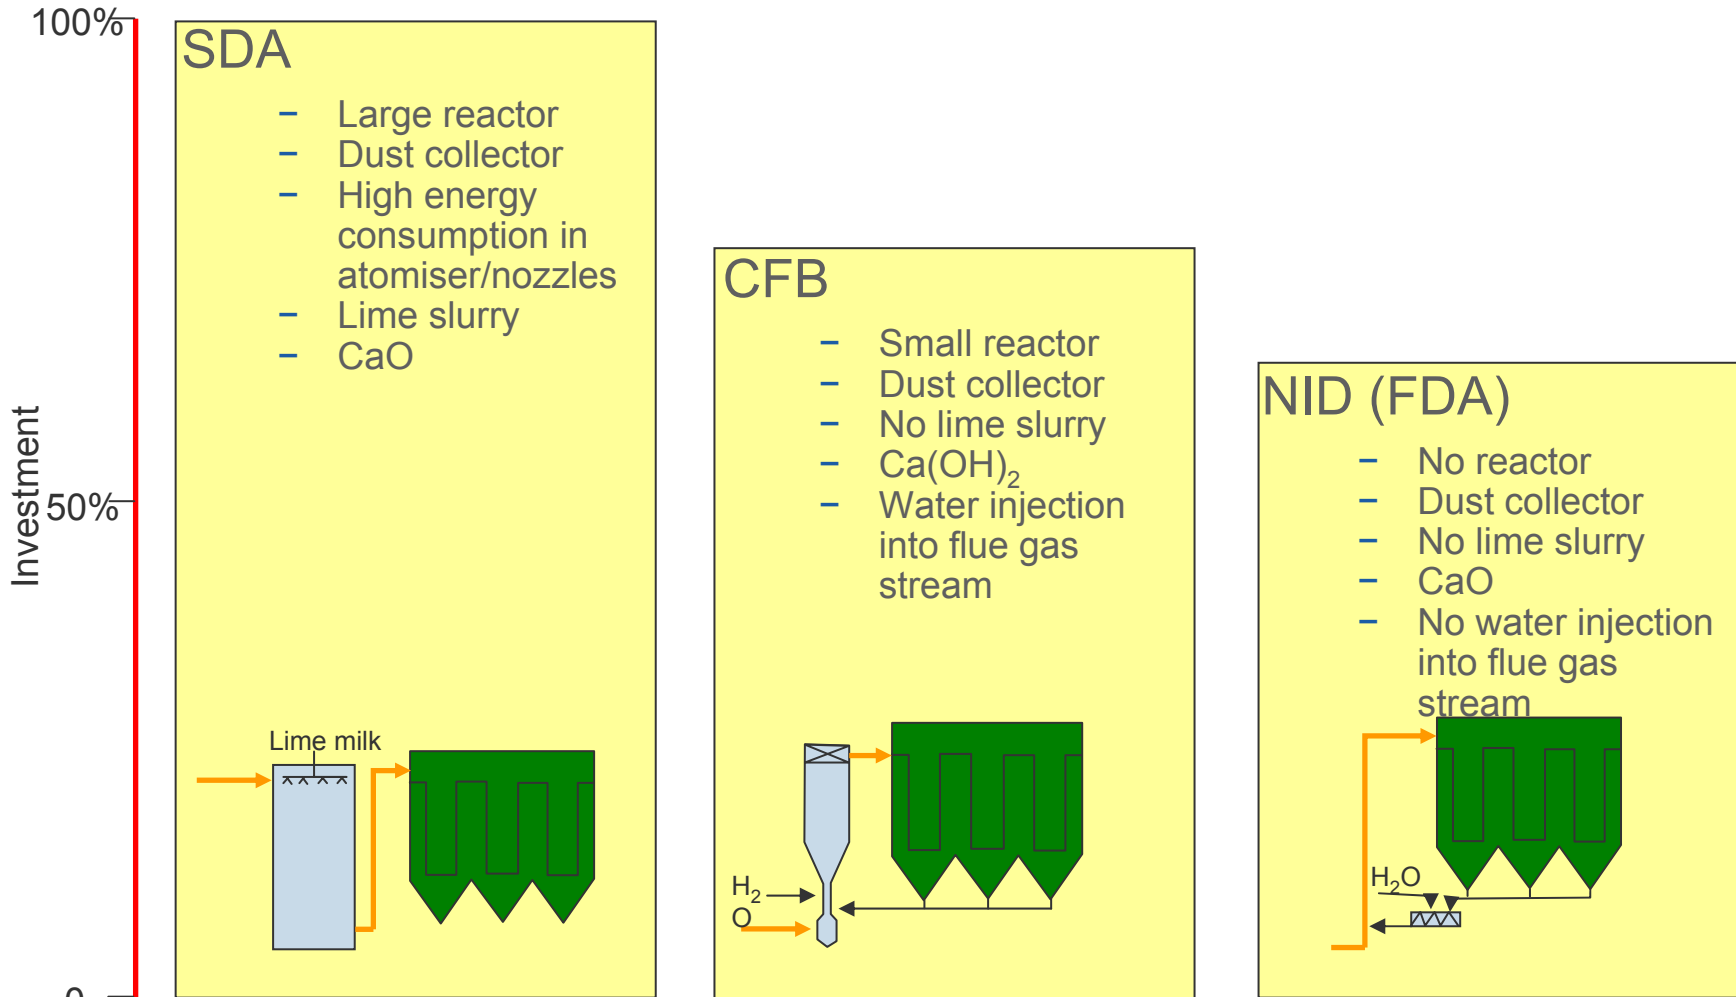 100%
50%
0
Investment
SDA
– Large reactor
– Dust collector
– High energy
consumption in
atomiser/nozzles
– Lime slurry
– CaO
Lime milk
CFB
– Small reactor
– Dust collector
– No lime slurry
– Ca(OH)₂
– Water injection
into flue gas
stream
H₂
O
NID (FDA)
– No reactor
– Dust collector
– No lime slurry
– CaO
– No water injection
into flue gas
stream
H₂O